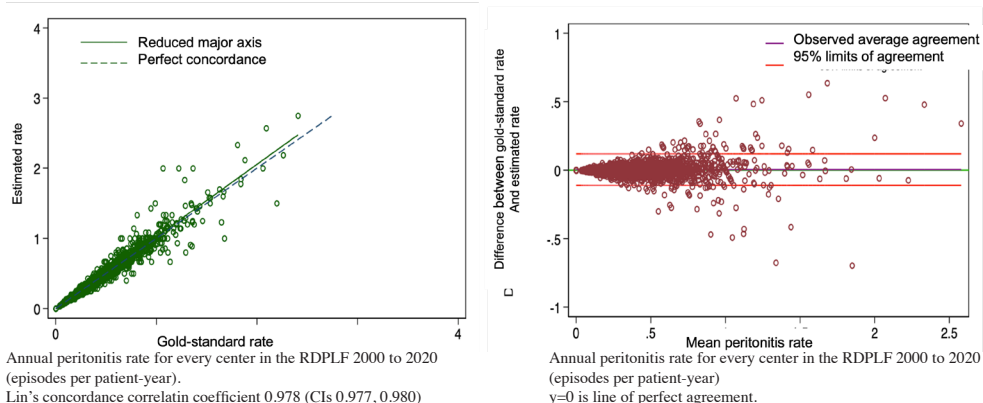 4
Reduced major axis
Perfect concordance
3
2
1
0
Estimated rate
0
4
Gold-standard rate
Annual peritonitis rate for every center in the RDPLF 2000 to 2020
(episodes per patient-year).
Lin's concordance correlatin coefficient 0.978 (CIs 0.977, 0.980)
1
Observed average agreement
95% limits of agreement
.5
0
-.5
-1
Difference between gold-standard rate
And estimated rate
0
.5
2
2.5
Mean peritonitis rate
Annual peritonitis rate for every center in the RDPLF 2000 to 2020
(episodes per patient-year)
y=0 is line of perfect agreement.